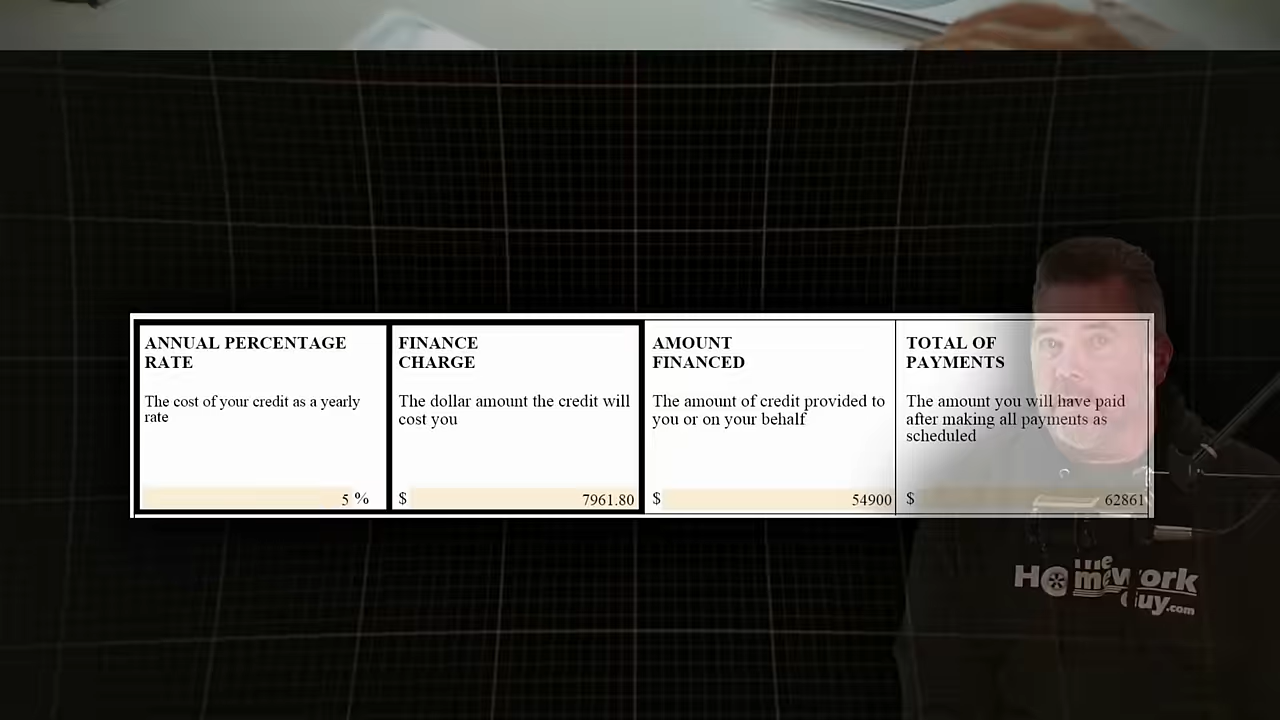 ANNUAL PERCENTAGE
RATE
The cost of your credit as a yearly
rate
5 %
FINANCE
CHARGE
The dollar amount the credit will
cost you
$ 7961.80
AMOUNT
FINANCED
The amount of credit provided to
you or on your behalf
$ 54900
TOTAL OF
PAYMENTS
The amount you will have paid
after making all payments as
scheduled
$ 62861
The
Homework
Guy.com